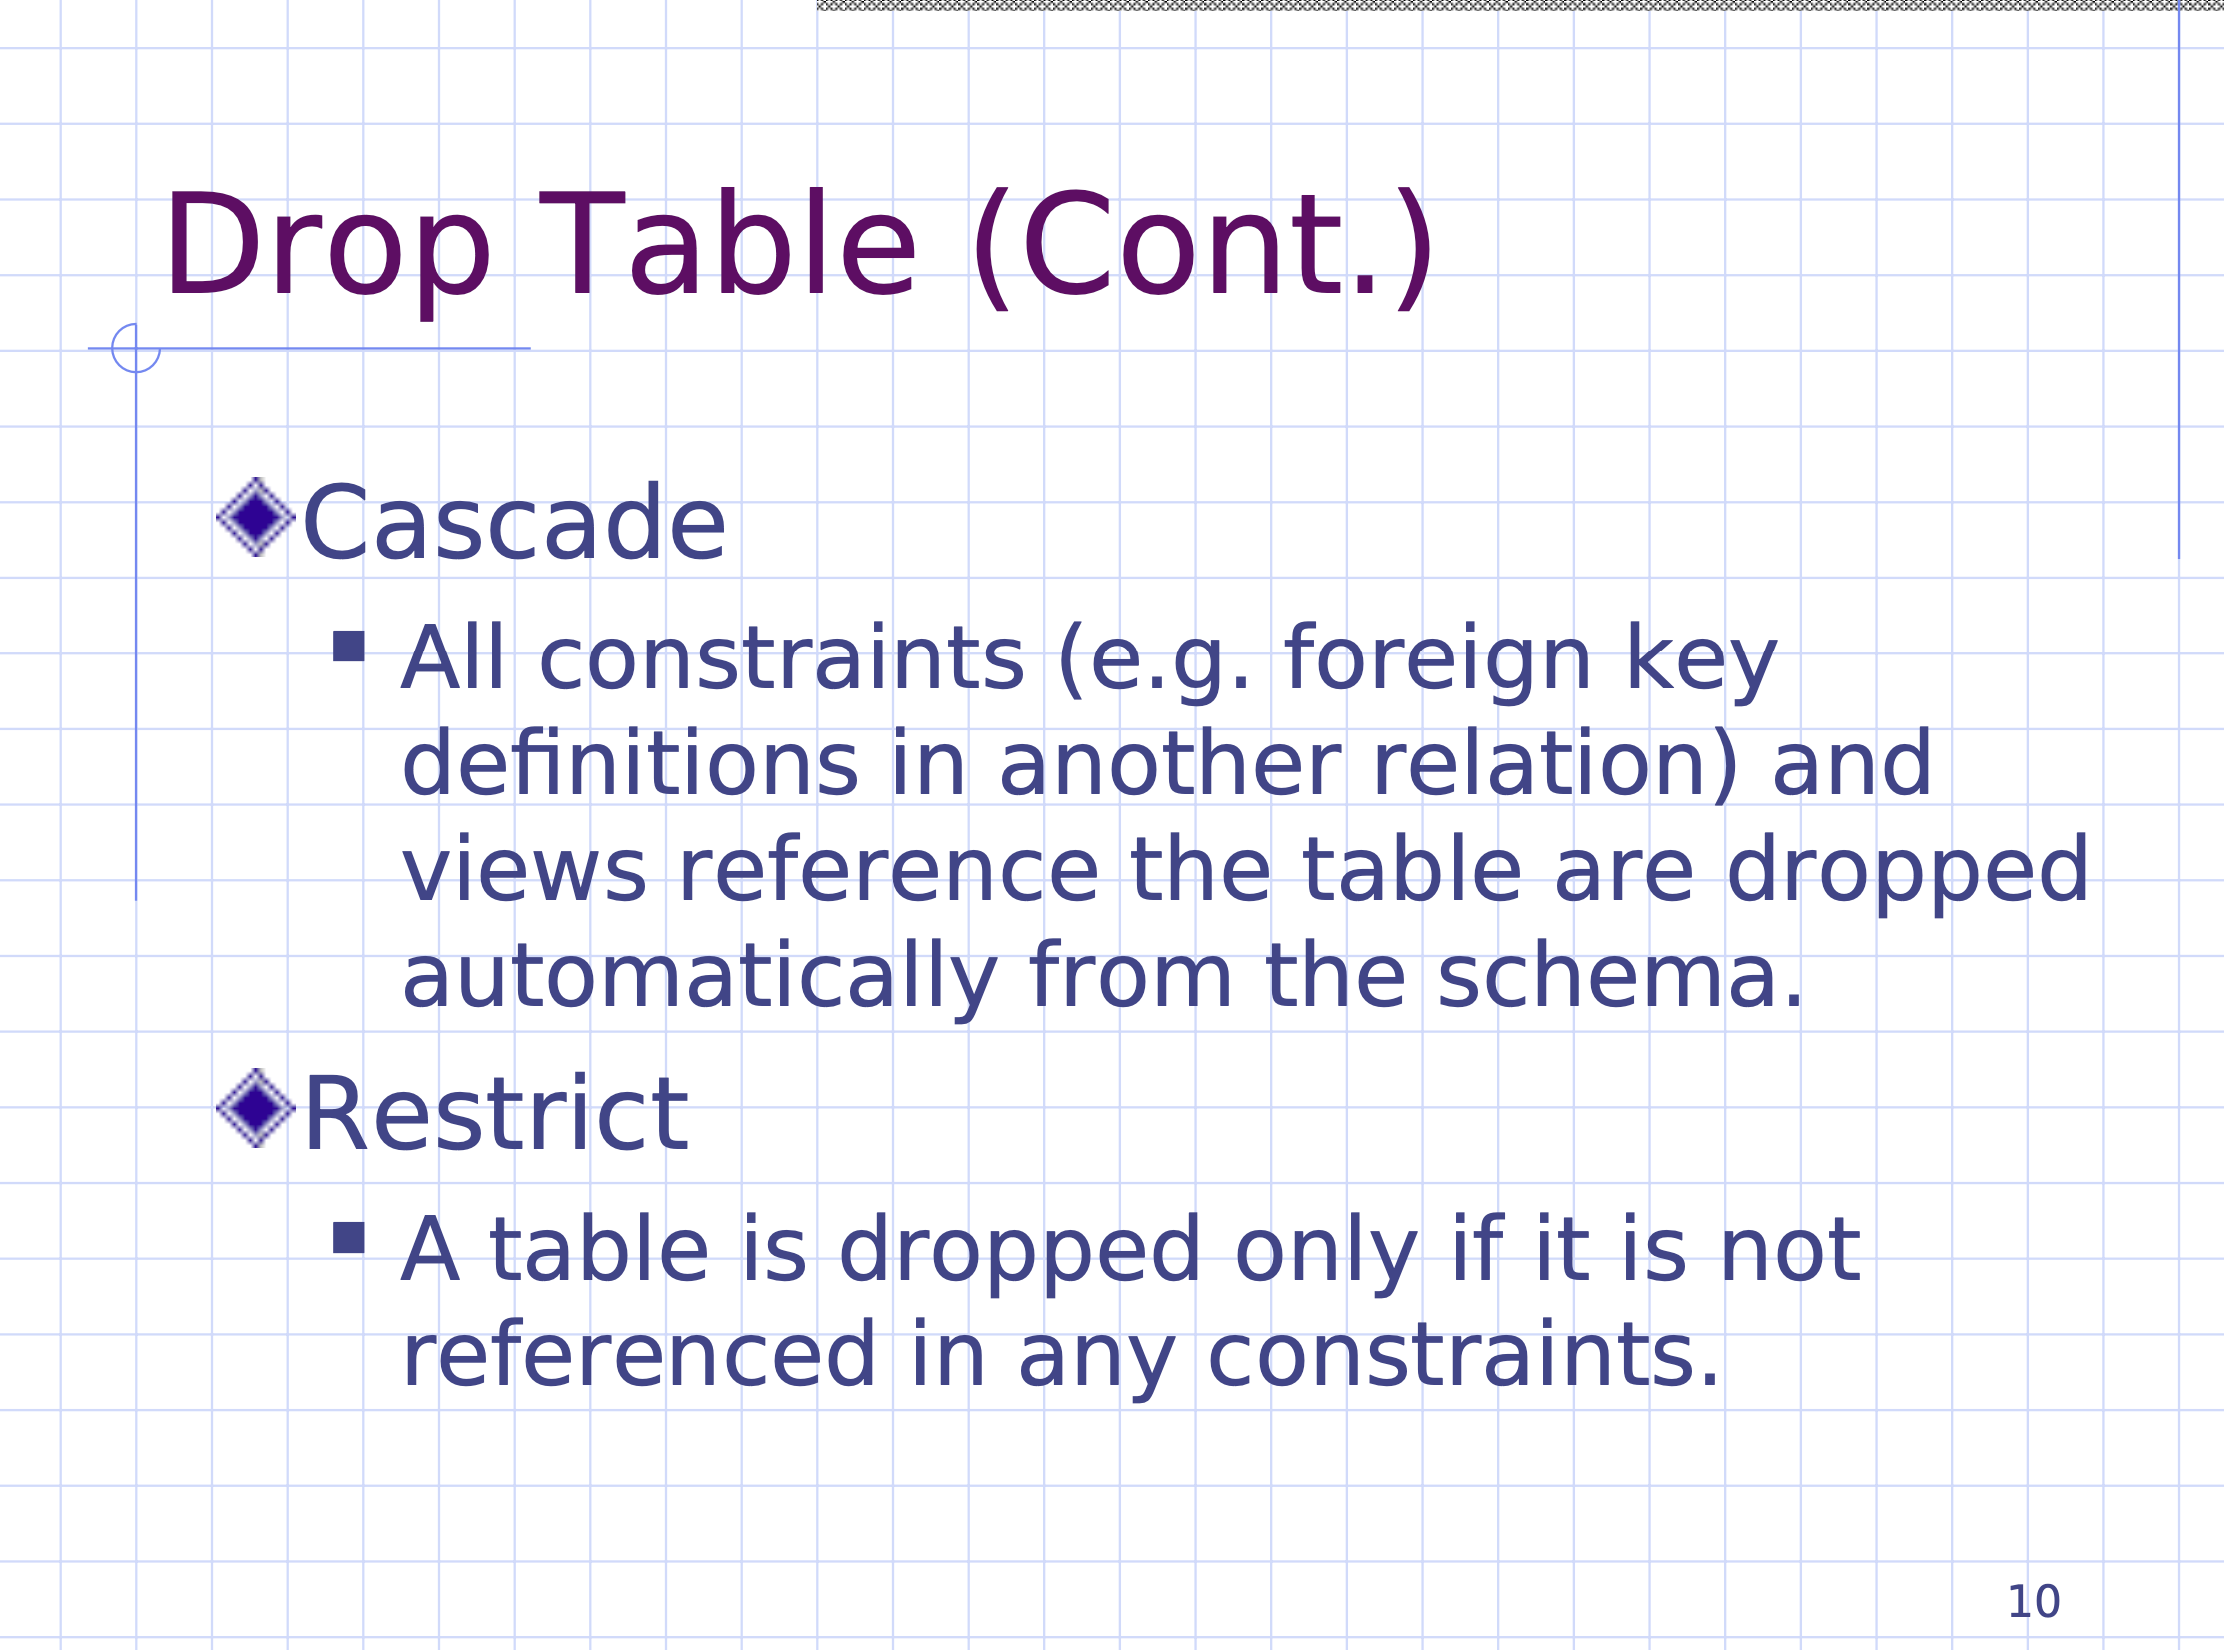 Drop Table (Cont.)
Cascade
All constraints (e.g. foreign key
definitions in another relation) and
views reference the table are dropped
automatically from the schema.
Restrict
A table is dropped only if it is not
referenced in any constraints.
10